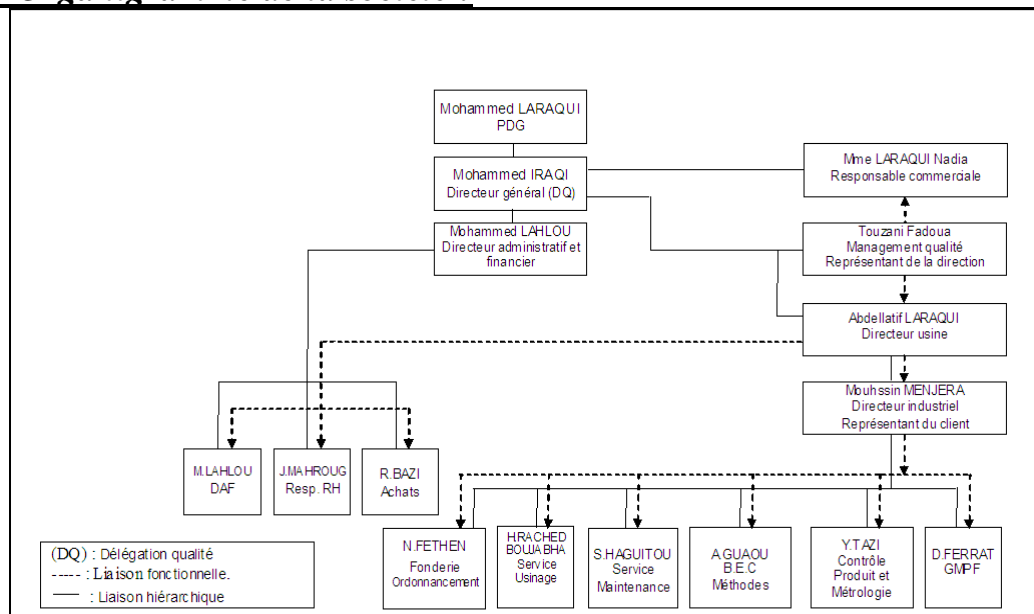 Mohammed LARAQUI
PDG
Mohammed IRAQI
Directeur général (DQ)
Mme LARAQUI Nadia
Responsable commerciale
Mohammed LAHLOU
Directeur administratif et
financier
Touzani Fadoua
Management qualité
Représentant de la direction
Abdellatif LARAQUI
Directeur usine
Mouhssin MENJERA
Directeur industriel
Représentant du client
M.LAHLOU
DAF
J.MAHROUG
Resp. RH
R.BAZI
Achats
N.FETHEN
Fonderie
Ordonnancement
H.RACHED
BOUJABHA
Service
Usinage
S.HAGUITOU
Service
Maintenance
A.GUAOU
B.E.C
Méthodes
Y.TAZI
Contrôle
Produit et
Métrologie
D.FERRAT
GMPF
(DQ) : Délégation qualité
----- : Liaison fonctionnelle.
—— : Liaison hiérarchique